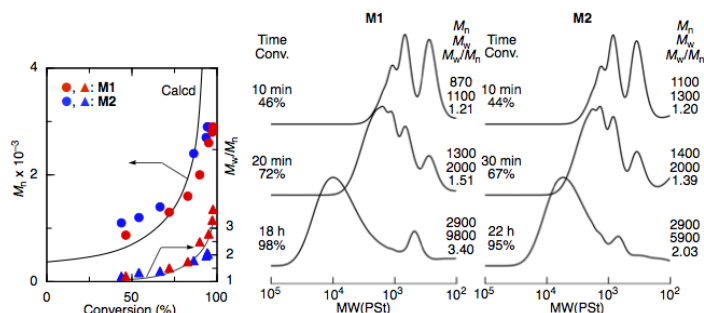 4
3
2
1
0
Mn x 10⁻³
●, ▲: M1
●, ▲: M2
Calcd
Mw/Mn
3
2
1
0 50 100
Conversion (%)
M1
Time
Conv.
Mn
Mw
Mw/Mn
10 min
46%
870
1100
1.21
20 min
72%
1300
2000
1.51
18 h
98%
2900
9800
3.40
10⁵ 10⁴ 10³ 10²
MW(PSt)
M2
Time
Conv.
Mn
Mw
Mw/Mn
10 min
44%
1100
1300
1.20
30 min
67%
1400
2000
1.39
22 h
95%
2900
5900
2.03
10⁵ 10⁴ 10³ 10²
MW(PSt)